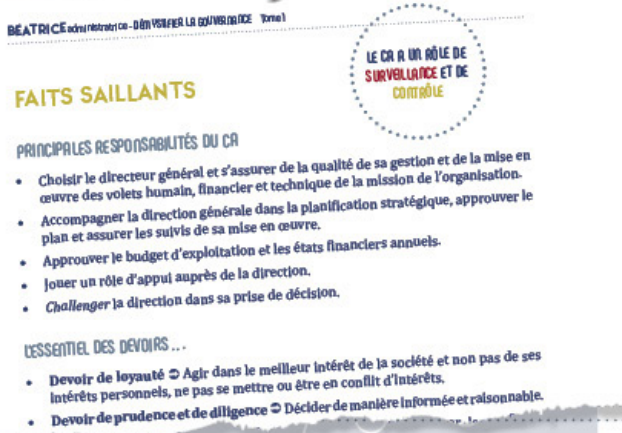 BÉATRICE administratrice - DÉMYSTIFIER LA GOUVERNANCE Tome 1
LE CA A UN RÔLE DE
SURVEILLANCE ET DE
CONTRÔLE
FAITS SAILLANTS
PRINCIPALES RESPONSABILITÉS DU CA
• Choisir le directeur général et s'assurer de la qualité de sa gestion et de la mise en
œuvre des volets humain, financier et technique de la mission de l'organisation.
• Accompagner la direction générale dans la planification stratégique, approuver le
plan et assurer les suivis de sa mise en œuvre.
• Approuver le budget d'exploitation et les états financiers annuels.
• Jouer un rôle d'appui auprès de la direction.
• Challenger la direction dans sa prise de décision.
L'ESSENTIEL DES DEVOIRS...
• Devoir de loyauté ➲ Agir dans le meilleur intérêt de la société et non pas de ses
intérêts personnels, ne pas se mettre ou être en conflit d'intérêts.
• Devoir de prudence et de diligence ➲ Décider de manière informée et raisonnable.